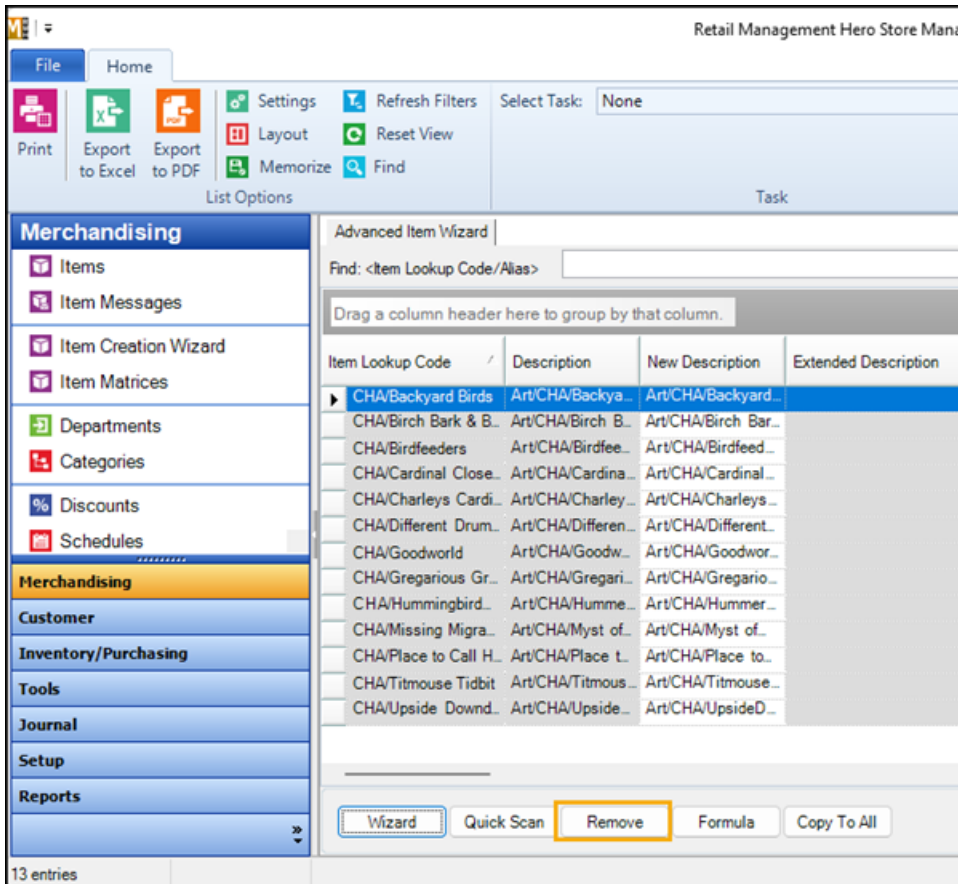 Retail Management Hero Store Mana
File Home
Print
Export to Excel
Export to PDF
Settings
Layout
Memorize
Refresh Filters
Reset View
Find
List Options
Select Task: None
Task
Merchandising
Items
Item Messages
Item Creation Wizard
Item Matrices
Departments
Categories
Discounts
Schedules
Merchandising
Customer
Inventory/Purchasing
Tools
Journal
Setup
Reports
»
13 entries
Advanced Item Wizard
Find: <Item Lookup Code/Alias>
Drag a column header here to group by that column.
Item Lookup Code Description New Description Extended Description
CHA/Backyard Birds Art/CHA/Backya... Art/CHA/Backyard...
CHA/Birch Bark & B... Art/CHA/Birch B... Art/CHA/Birch Bar...
CHA/Birdfeeders Art/CHA/Birdfee... Art/CHA/Birdfeed...
CHA/Cardinal Close... Art/CHA/Cardina... Art/CHA/Cardinal...
CHA/Charleys Cardi... Art/CHA/Charley... Art/CHA/Charleys...
CHA/Different Drum... Art/CHA/Differen... Art/CHA/Different...
CHA/Goodworld Art/CHA/Goodw... Art/CHA/Goodwor...
CHA/Gregarious Gr... Art/CHA/Gregari... Art/CHA/Gregario...
CHA/Hummingbird... Art/CHA/Humme... Art/CHA/Hummer...
CHA/Missing Migra... Art/CHA/Myst of... Art/CHA/Myst of...
CHA/Place to Call H... Art/CHA/Place t... Art/CHA/Place to...
CHA/Titmouse Tidbit Art/CHA/Titmous... Art/CHA/Titmouse...
CHA/Upside Downd... Art/CHA/Upside... Art/CHA/UpsideD...
Wizard Quick Scan Remove Formula Copy To All